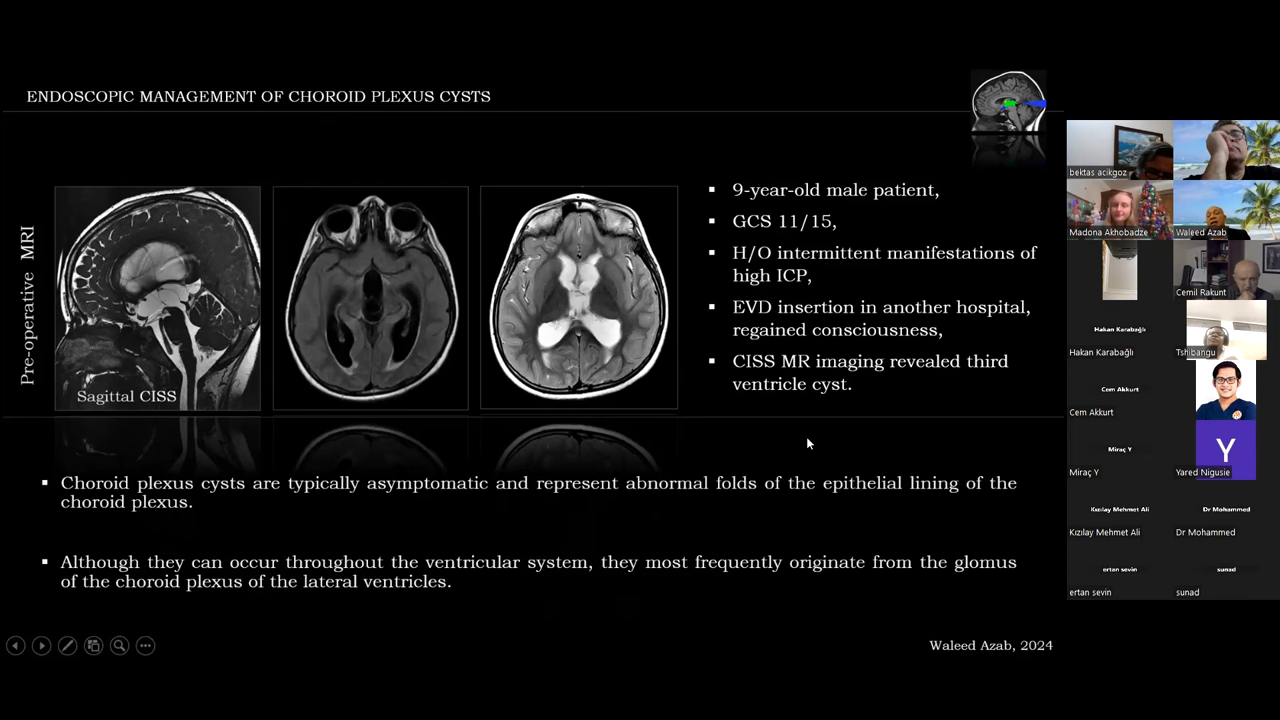 ENDOSCOPIC MANAGEMENT OF CHOROID PLEXUS CYSTS
Pre-operative MRI
Sagittal CISS
▪ 9-year-old male patient,
▪ GCS 11/15,
▪ H/O intermittent manifestations of
high ICP,
▪ EVD insertion in another hospital,
regained consciousness,
▪ CISS MR imaging revealed third
ventricle cyst.
▪ Choroid plexus cysts are typically asymptomatic and represent abnormal folds of the epithelial lining of the
choroid plexus.
▪ Although they can occur throughout the ventricular system, they most frequently originate from the glomus
of the choroid plexus of the lateral ventricles.
Waleed Azab, 2024
bektas acikgoz
Madona Akhobadze
Waleed Azab
Cemil Rakunt
Hakan Karabağlı
Hakan Karabağlı
Tshibangu
Cem Akkurt
Cem Akkurt
Miraç Y
Miraç Y
Y
Yared Nigusie
Kızılay Mehmet Ali
Kızılay Mehmet Ali
Dr Mohammed
Dr Mohammed
ertan sevin
ertan sevin
sunad
sunad